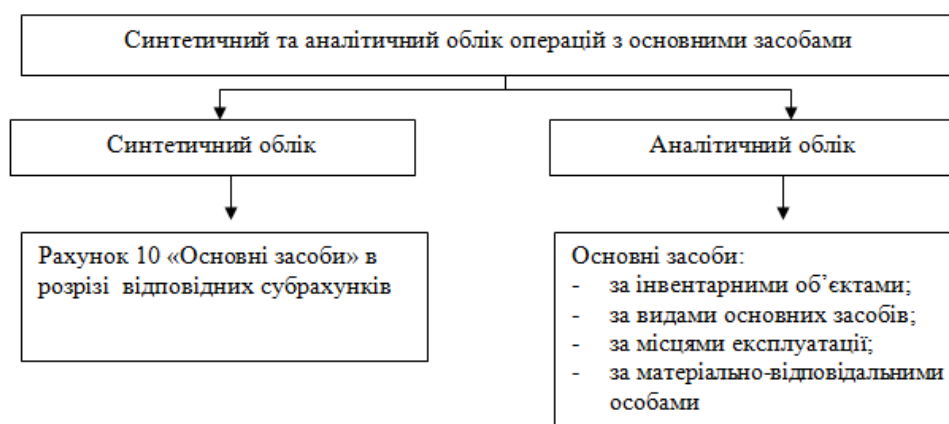 Синтетичний та аналітичний облік операцій з основними засобами
Синтетичний облік
Аналітичний облік
Рахунок 10 «Основні засоби» в
розрізі відповідних субрахунків
Основні засоби:
- за інвентарними об’єктами;
- за видами основних засобів;
- за місцями експлуатації;
- за матеріально-відповідальними
особами